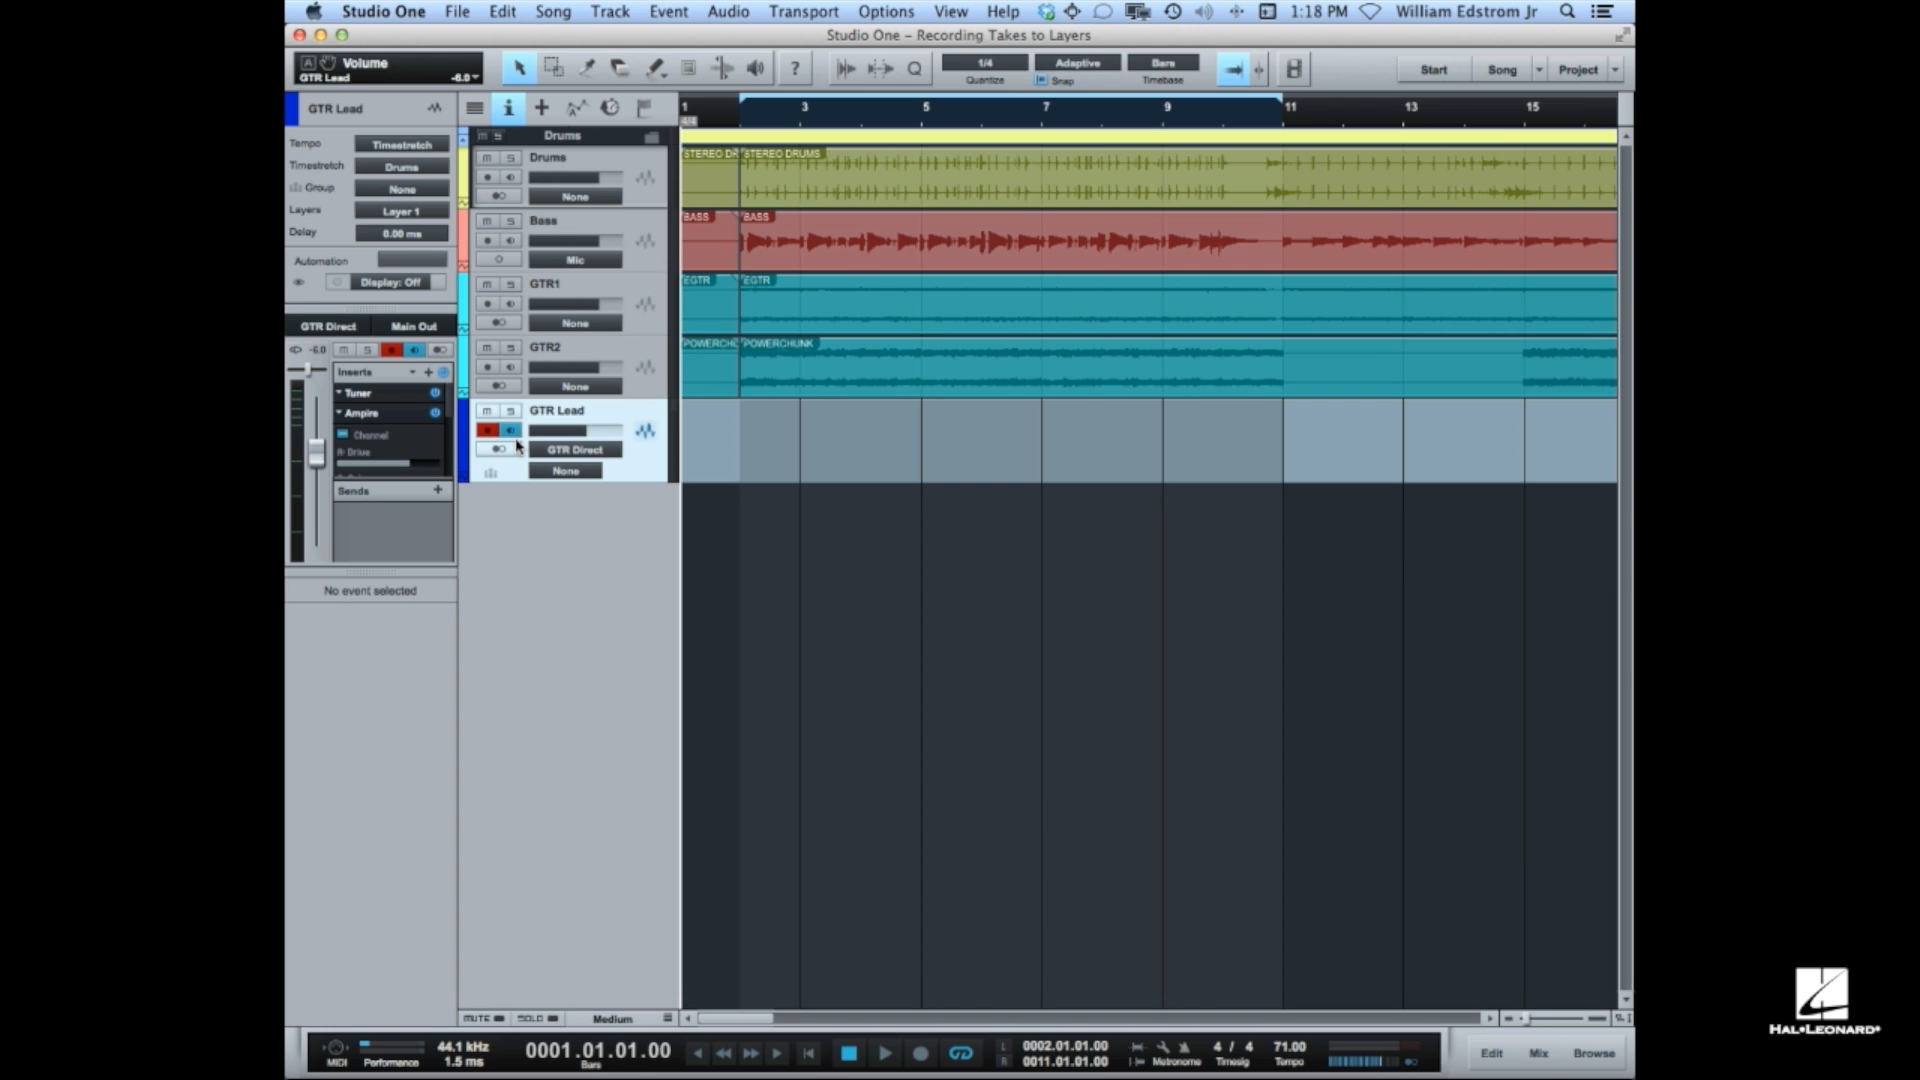 Studio One File Edit Song Track Event Audio Transport Options View Help 1:18 PM William Edstrom Jr
Studio One – Recording Takes to Layers
Volume
GTR Lead -6.0
? Q 1/4 Adaptive Bars
Quantize Snap Timebase
Start Song Project
GTR Lead
1 3 5 7 9 11 13 15
4/4
Tempo Timestretch
Timestretch Drums
Group None
Layers Layer 1
Delay 0.00 ms
Automation
Display: Off
GTR Direct Main Out
-6.0 M S
Inserts
Tuner
Ampire
Channel
Sends
No event selected
M S Drums
M S Drums
None
M S Bass
Mic
M S GTR1
None
M S GTR2
None
M S GTR Lead
GTR Direct
None
STEREO DR STEREO DRUMS
BASS BASS
EGTR EGTR
POWERCHU POWERCHUNK
MUTE SOLO Medium
MIDI Performance
44.1 kHz
1.5 ms
0001.01.01.00
Bars
L 0002.01.01.00
R 0011.01.01.00
Metronome
4 / 4
Timesig
71.00
Tempo
Edit Mix Browse
HAL•LEONARD®